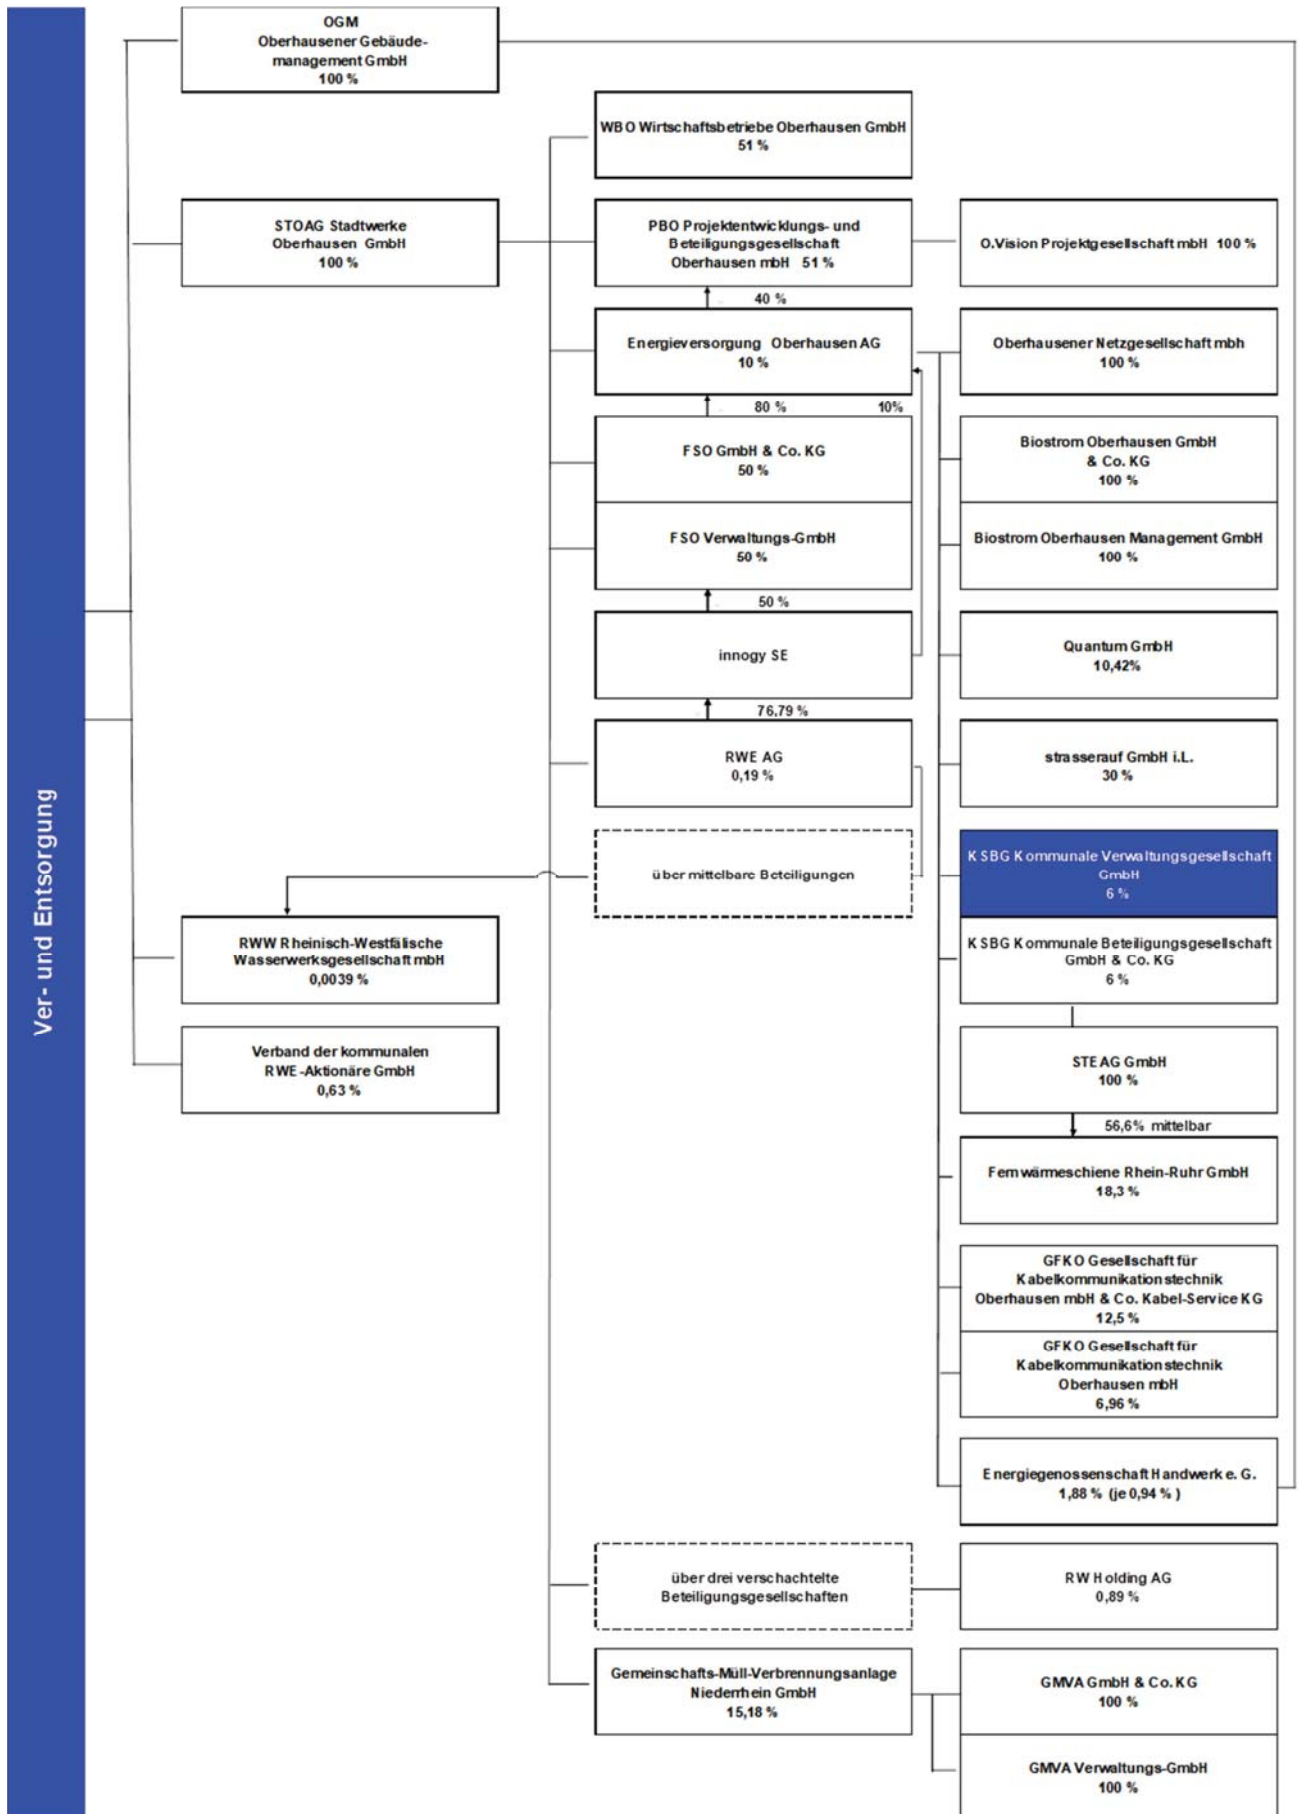 Ver- und Entsorgung
OGM
Oberhausener Gebäude-
management GmbH
100 %
WBO Wirtschaftsbetriebe Oberhausen GmbH
51 %
STOAG Stadtwerke
Oberhausen GmbH
100 %
PBO Projektentwicklungs- und
Beteiligungsgesellschaft
Oberhausen mbH 51 %
O.Vision Projektgesellschaft mbH 100 %
40 %
Energieversorgung Oberhausen AG
10 %
Oberhausener Netzgesellschaft mbh
100 %
80 %
10%
FSO GmbH & Co. KG
50 %
Biostrom Oberhausen GmbH
& Co. KG
100 %
FSO Verwaltungs-GmbH
50 %
Biostrom Oberhausen Management GmbH
100 %
50 %
innogy SE
Quantum GmbH
10,42%
76,79 %
RWE AG
0,19 %
strasserauf GmbH i.L.
30 %
über mittelbare Beteiligungen
KSBG Kommunale Verwaltungsgesellschaft
GmbH
6 %
RWW Rheinisch-Westfälische
Wasserwerksgesellschaft mbH
0,0039 %
KSBG Kommunale Beteiligungsgesellschaft
GmbH & Co. KG
6 %
Verband der kommunalen
RWE-Aktionäre GmbH
0,63 %
STEAG GmbH
100 %
56,6% mittelbar
Fernwärmeschiene Rhein-Ruhr GmbH
18,3 %
GFKO Gesellschaft für
Kabelkommunikationstechnik
Oberhausen mbH & Co. Kabel-Service KG
12,5 %
GFKO Gesellschaft für
Kabelkommunikationstechnik
Oberhausen mbH
6,96 %
Energiegenossenschaft Handwerk e. G.
1,88 % (je 0,94 % )
über drei verschachtelte
Beteiligungsgesellschaften
RW Holding AG
0,89 %
Gemeinschafts-Müll-Verbrennungsanlage
Niederrhein GmbH
15,18 %
GMVA GmbH & Co. KG
100 %
GMVA Verwaltungs-GmbH
100 %